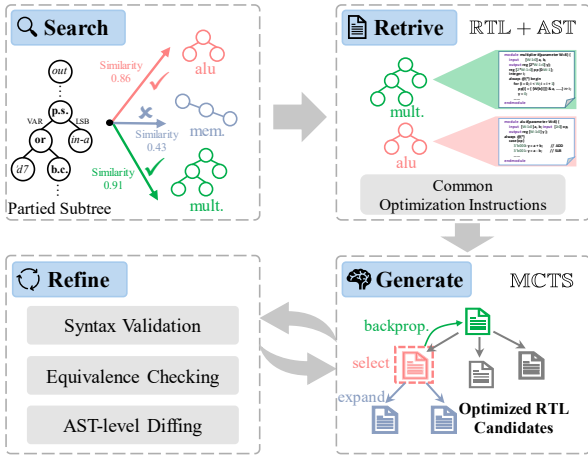 Search
out
p.s.
VAR
LSB
or
in-a
'd7
b.c.
Partied Subtree
Similarity
0.86
alu
Similarity
0.43
mem.
Similarity
0.91
mult.
Retrive
RTL + AST
mult.
alu
Common
Optimization Instructions
Refine
Syntax Validation
Equivalence Checking
AST-level Diffing
Generate
MCTS
backprop.
select
expand
Optimized RTL
Candidates